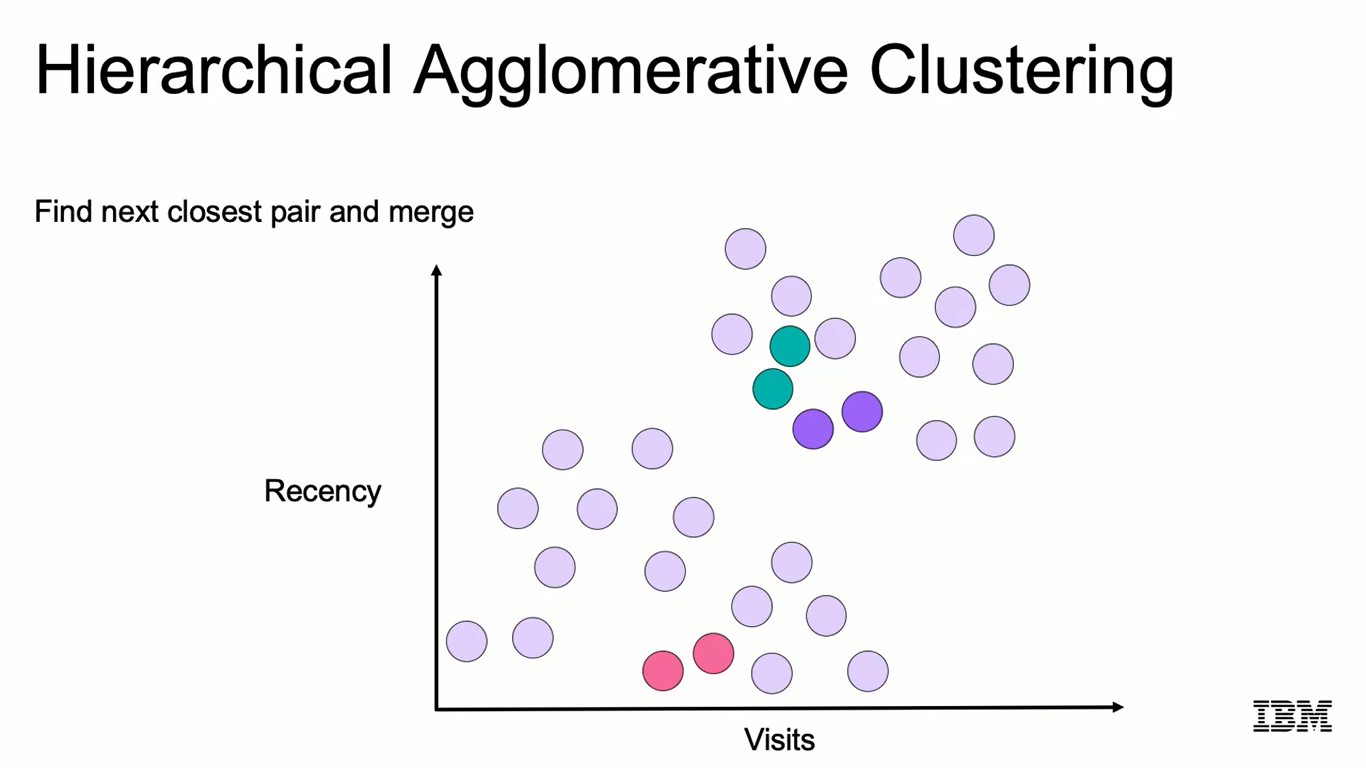 Hierarchical Agglomerative Clustering
Find next closest pair and merge
Recency
Visits
IBM